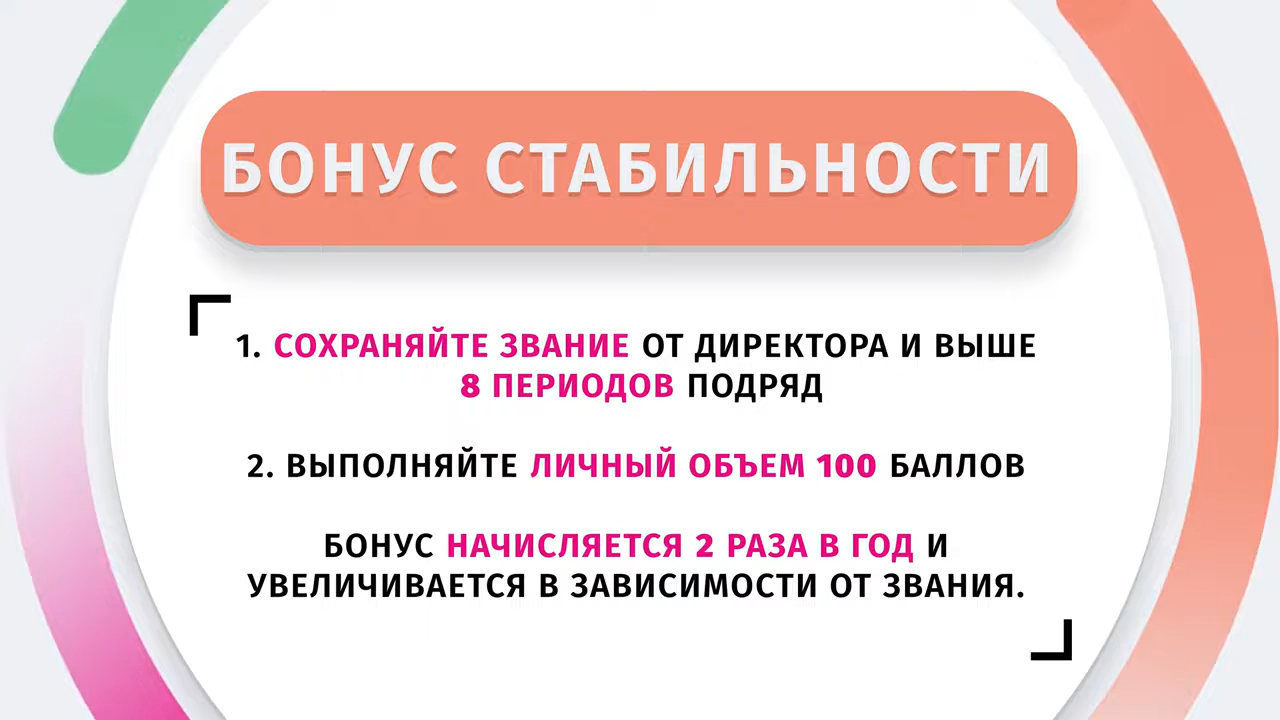 БОНУС СТАБИЛЬНОСТИ
1. СОХРАНЯЙТЕ ЗВАНИЕ ОТ ДИРЕКТОРА И ВЫШЕ
8 ПЕРИОДОВ ПОДРЯД
2. ВЫПОЛНЯЙТЕ ЛИЧНЫЙ ОБЪЕМ 100 БАЛЛОВ
БОНУС НАЧИСЛЯЕТСЯ 2 РАЗА В ГОД И
УВЕЛИЧИВАЕТСЯ В ЗАВИСИМОСТИ ОТ ЗВАНИЯ.